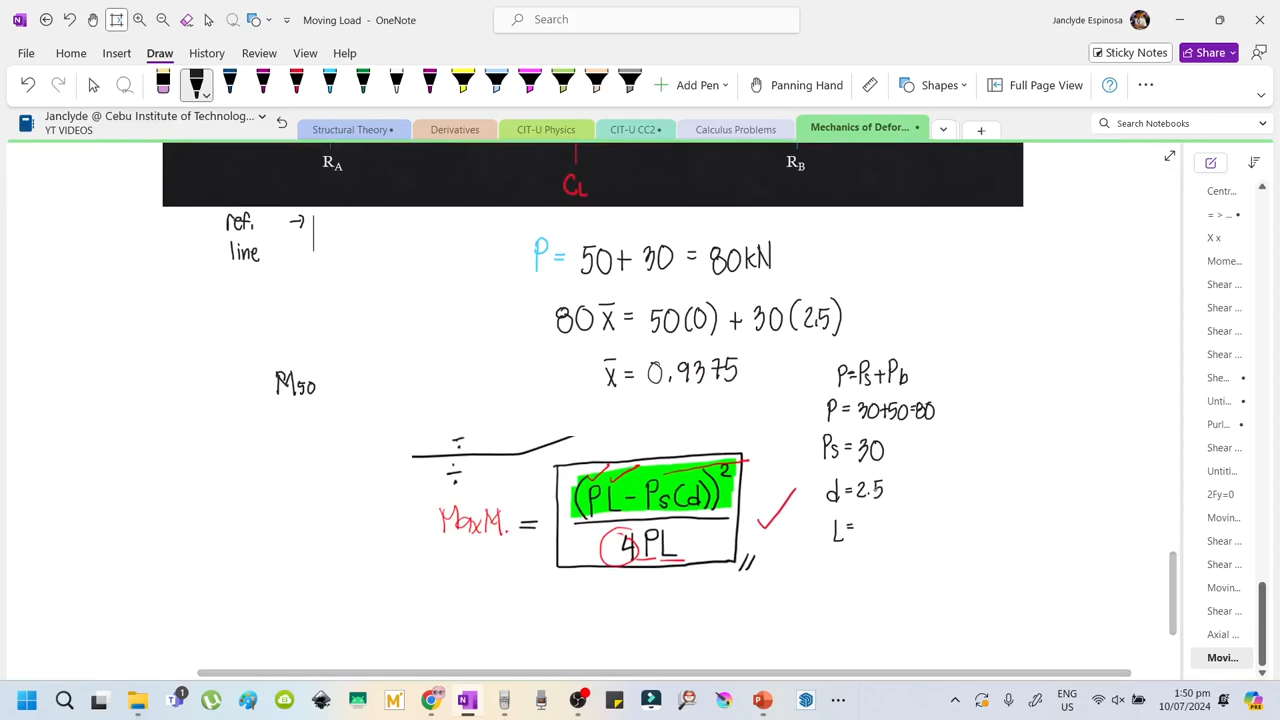 Moving Load - OneNote
Search
Janclyde Espinosa
File Home Insert Draw History Review View Help
Sticky Notes
Share
Add Pen
Panning Hand
Shapes
Full Page View
Janclyde @ Cebu Institute of Technolog...
YT VIDEOS
Structural Theory
Derivatives
CIT-U Physics
CIT-U CC2
Calculus Problems
Mechanics of Defor...
Search Notebooks
RA
CL
RB
ref. →
line
P = 50 + 30 = 80kN
80 x̄ = 50(0) + 30(2.5)
x̄ = 0.9375
M50
P=Ps+Pb
P = 30+50=80
Ps = 30
d = 2.5
L =
÷
÷
MaxM. = (PL - Ps(d))²
4PL
Centr...
= > ...
X x
Mome...
Shear ...
Shear ...
Shear ...
Shear ...
She...
Unti...
Purl...
Shear ...
Untitl...
2Fy=0
Movin...
Shear ...
Shear ...
Movin...
Shear ...
Axial ...
Movi...
1
ENG
US
1:50 pm
10/07/2024